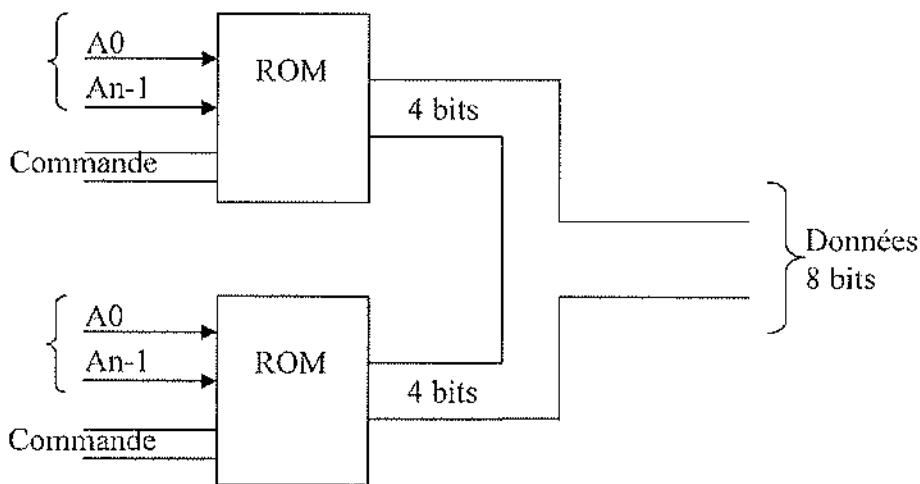 A0
ROM
An-1
4 bits
Commande
Données
8 bits
A0
An-1
ROM
4 bits
Commande